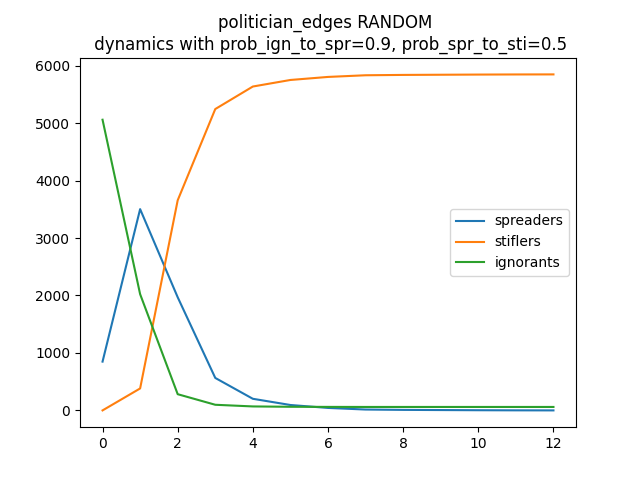 politician_edges RANDOM
dynamics with prob_ign_to_spr=0.9, prob_spr_to_sti=0.5
6000
5000
4000
3000
2000
1000
0
spreaders
stiflers
ignorants
0 2 4 6 8 10 12